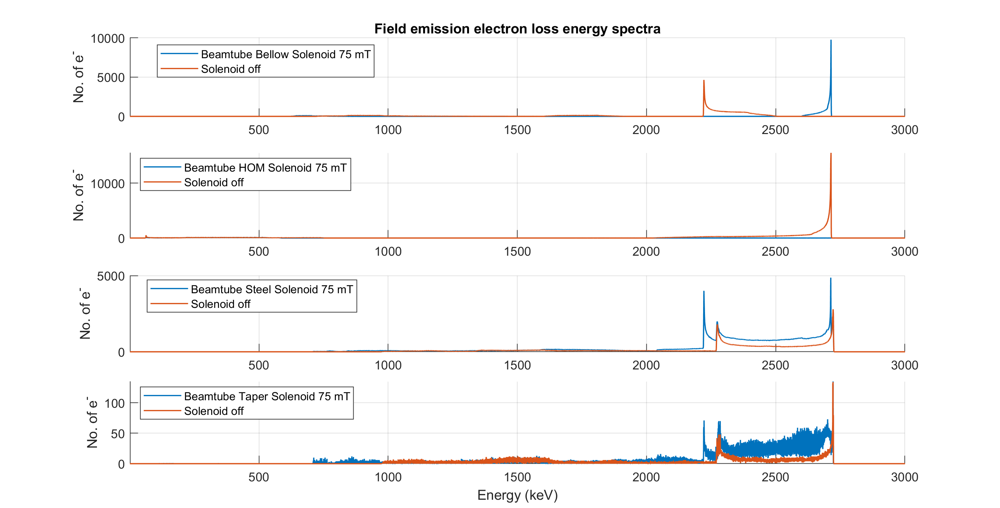 Field emission electron loss energy spectra
10000
5000
0
No. of e⁻
Beamtube Bellow Solenoid 75 mT
Solenoid off
500 1000 1500 2000 2500 3000
10000
0
No. of e⁻
Beamtube HOM Solenoid 75 mT
Solenoid off
500 1000 1500 2000 2500 3000
5000
0
No. of e⁻
Beamtube Steel Solenoid 75 mT
Solenoid off
500 1000 1500 2000 2500 3000
100
50
0
No. of e⁻
Beamtube Taper Solenoid 75 mT
Solenoid off
500 1000 1500 2000 2500 3000
Energy (keV)